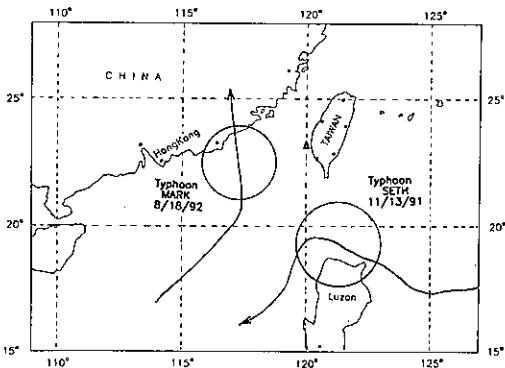 110° 115° 120° 125°
CHINA
25° 25°
HongKong
TAIWAN
Typhoon
MARK
8/18/92
Typhoon
SETH
11/13/91
20° 20°
Luzon
15° 15°
110° 115° 120° 125°